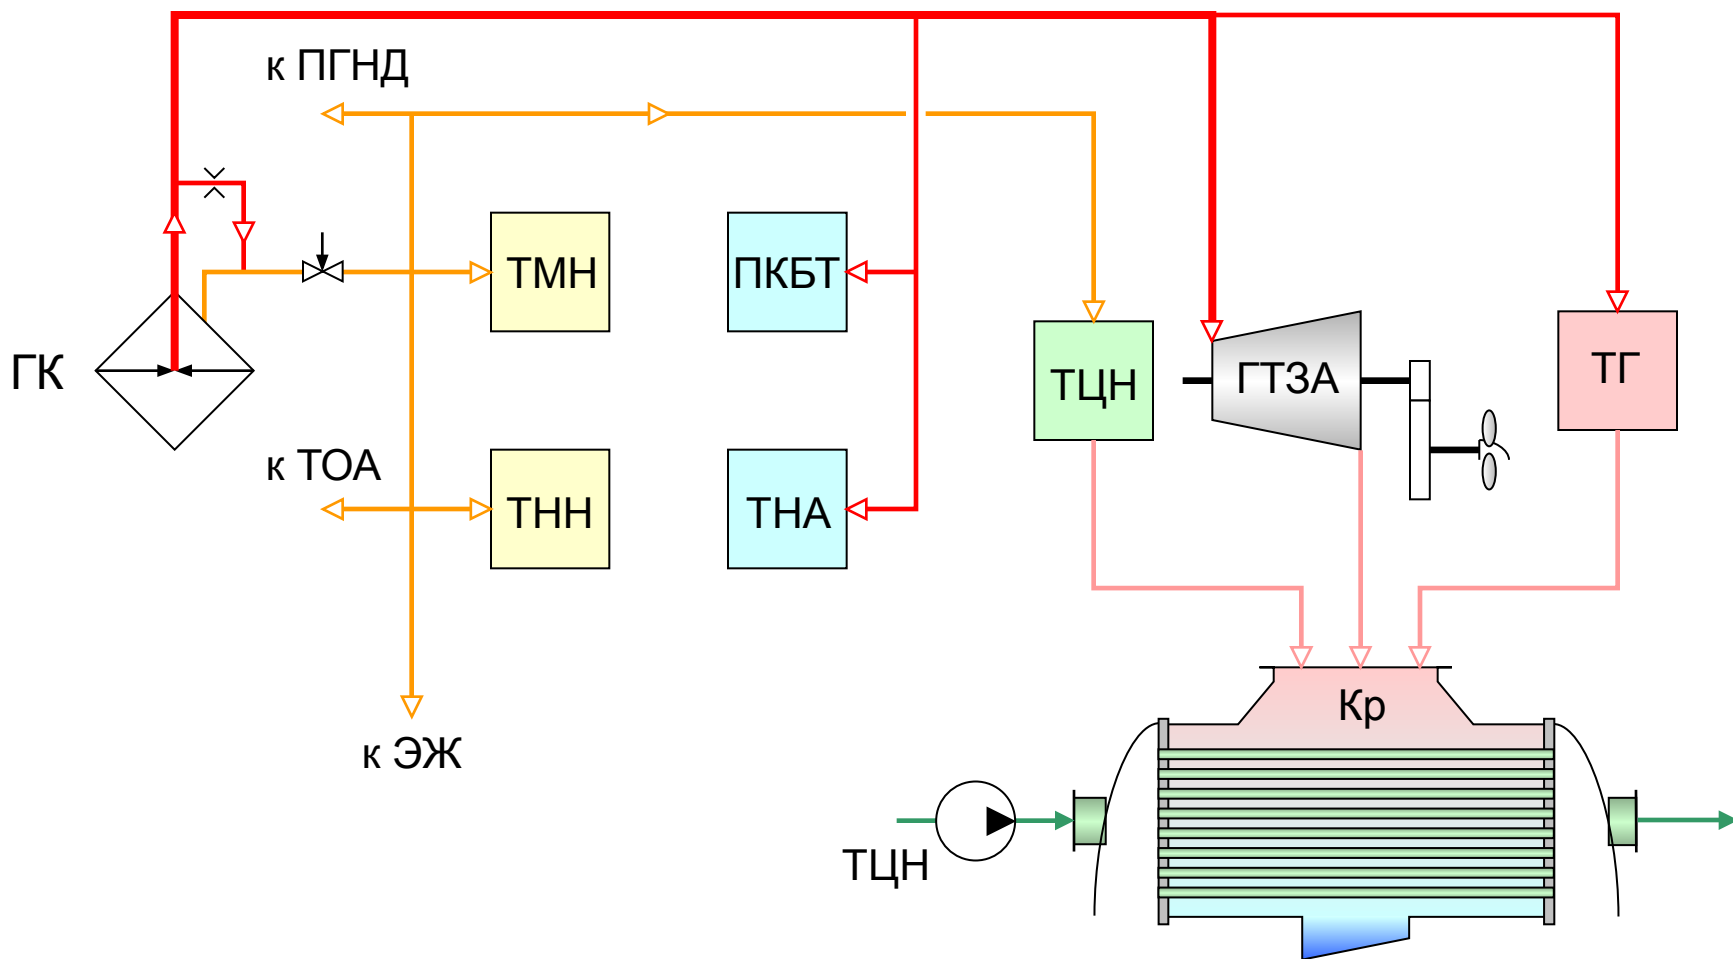 к ПГНД
ТМН
ПКБТ
ГК
ТЦН
ГТЗА
ТГ
к ТОА
ТНН
ТНА
Кр
к ЭЖ
ТЦН